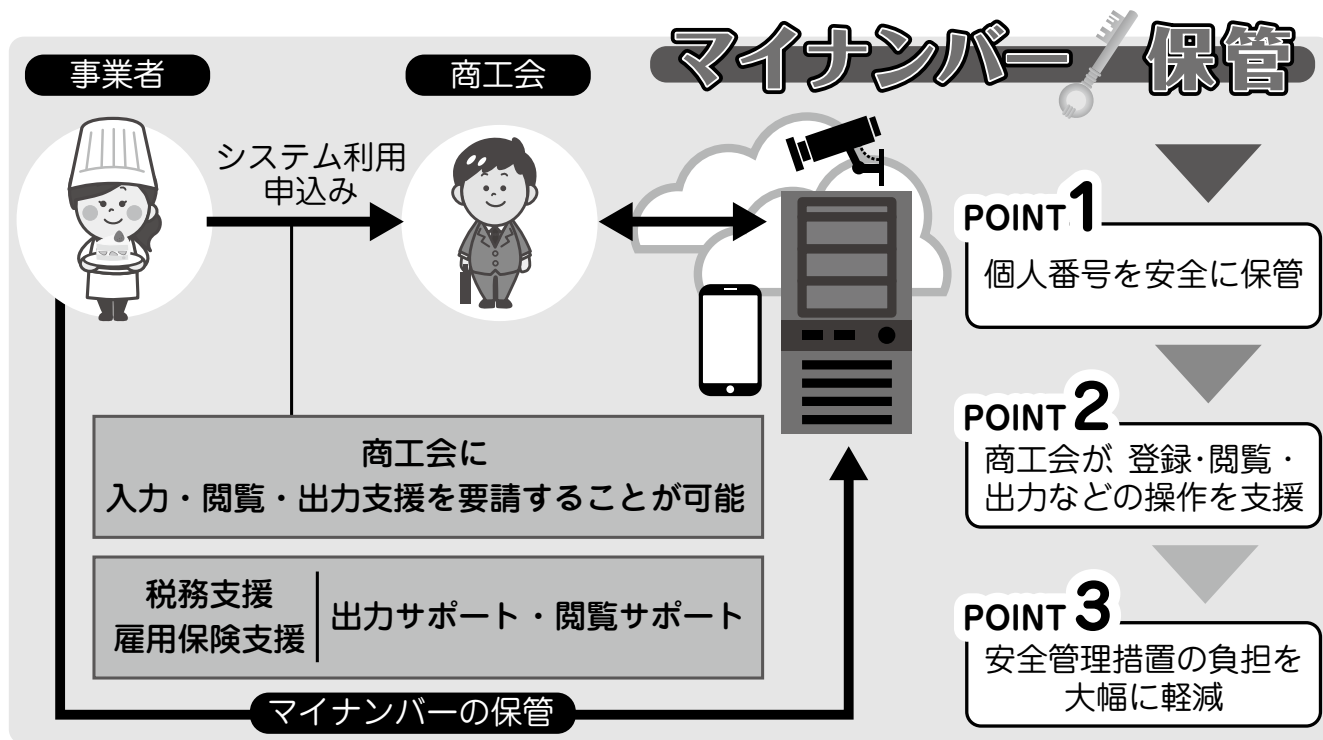 マイナンバー 保管
事業者
商工会
システム利用
申込み
商工会に
入力・閲覧・出力支援を要請することが可能
税務支援
雇用保険支援
出力サポート・閲覧サポート
マイナンバーの保管
POINT1
個人番号を安全に保管
POINT2
商工会が 登録・閲覧・
出力などの操作を支援
POINT3
安全管理措置の負担を
大幅に軽減